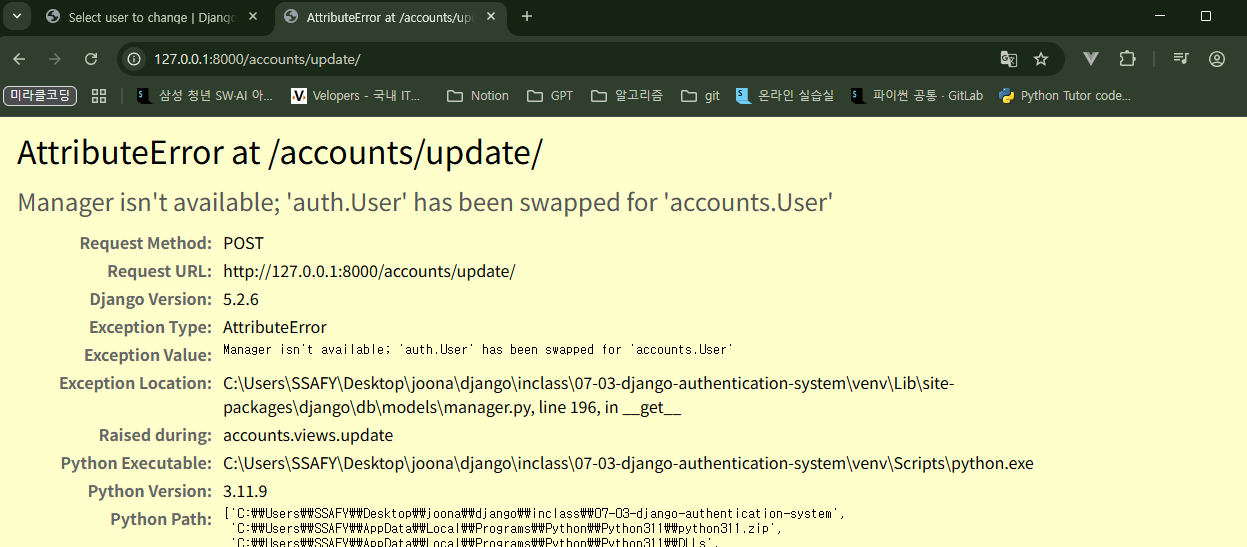 Select user to change | Django
AttributeError at /accounts/up
127.0.0.1:8000/accounts/update/
미라클코딩
삼성 청년 SW·AI 아...
Velopers - 국내 IT...
Notion
GPT
알고리즘
git
온라인 실습실
파이썬 공통 · GitLab
Python Tutor code...
AttributeError at /accounts/update/
Manager isn't available; 'auth.User' has been swapped for 'accounts.User'
Request Method: POST
Request URL: http://127.0.0.1:8000/accounts/update/
Django Version: 5.2.6
Exception Type: AttributeError
Exception Value: Manager isn't available; 'auth.User' has been swapped for 'accounts.User'
Exception Location: C:\Users\SSAFY\Desktop\joona\django\inclass\07-03-django-authentication-system\venv\Lib\site-
packages\django\db\models\manager.py, line 196, in __get__
Raised during: accounts.views.update
Python Executable: C:\Users\SSAFY\Desktop\joona\django\inclass\07-03-django-authentication-system\venv\Scripts\python.exe
Python Version: 3.11.9
Python Path: ['C:₩₩Users₩₩SSAFY₩₩Desktop₩₩joona₩₩django₩₩inclass₩₩07-03-django-authentication-system',
'C:₩₩Users₩₩SSAFY₩₩AppData₩₩Local₩₩Programs₩₩Python₩₩Python311₩₩python311.zip',
'C:₩₩Users₩₩SSAFY₩₩AppData₩₩Local₩₩Programs₩₩Python₩₩Python311₩₩DLLs',